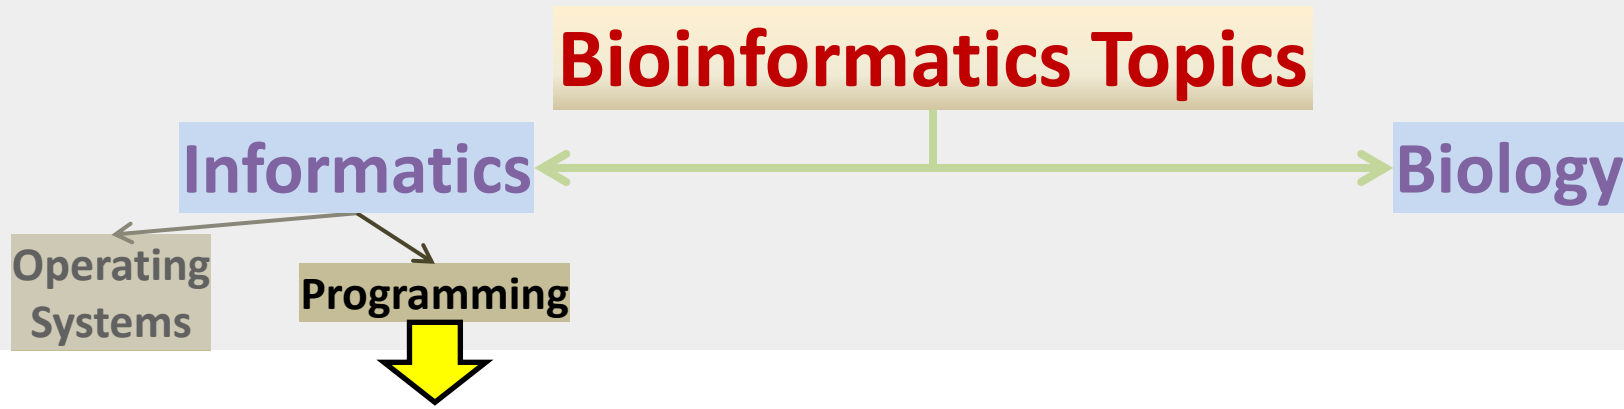 Bioinformatics Topics
Informatics
Biology
Operating
Systems
Programming